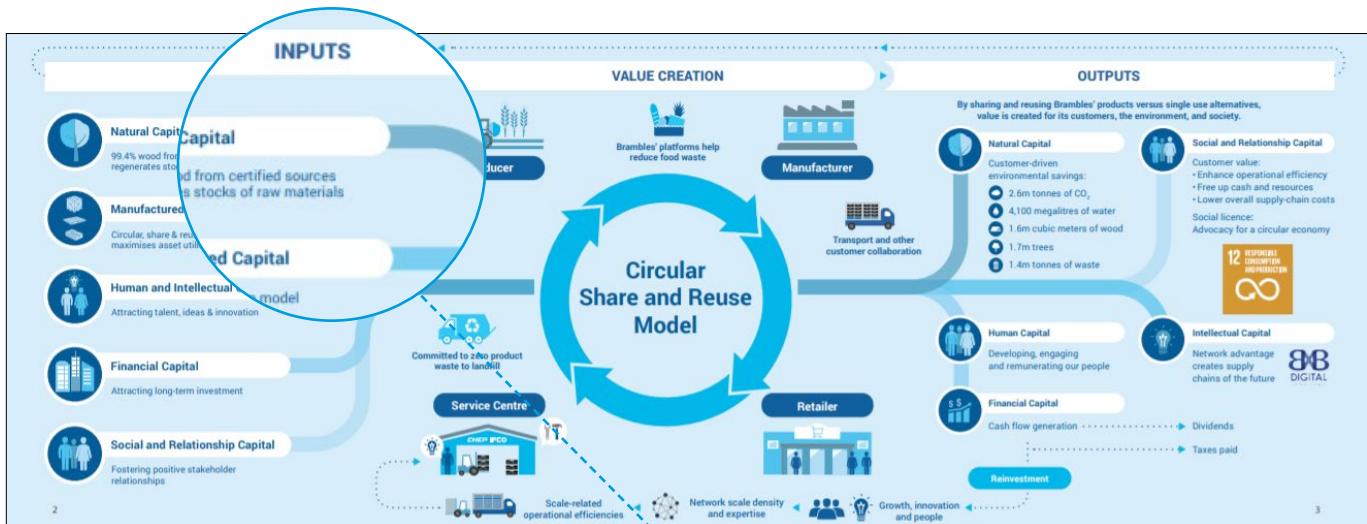 INPUTS
VALUE CREATION
OUTPUTS
Natural Capit
99.4% wood from
regenerates sto
Capital
d from certified sources
s stocks of raw materials
Manufactured
Circular, share & reu
maximises asset util
ed Capital
model
Human and Intellectual
Attracting talent, ideas & innovation
Financial Capital
Attracting long-term investment
Social and Relationship Capital
Fostering positive stakeholder
relationships
2
ducer
Brambles' platforms help
reduce food waste
Manufacturer
Transport and other
customer collaboration
Circular
Share and Reuse
Model
Committed to zero product
waste to landfill
Service Centre
CHEP IFCO
Retailer
Scale-related
operational efficiencies
Network scale density
and expertise
Growth, innovation
and people
By sharing and reusing Brambles' products versus single use alternatives,
value is created for its customers, the environment, and society.
Natural Capital
Customer-driven
environmental savings:
2.6m tonnes of CO₂
4,100 megalitres of water
1.6m cubic meters of wood
1.7m trees
1.4m tonnes of waste
Social and Relationship Capital
Customer value:
• Enhance operational efficiency
• Free up cash and resources
• Lower overall supply-chain costs
Social licence:
Advocacy for a circular economy
12 RESPONSIBLE
CONSUMPTION
AND PRODUCTION
Human Capital
Developing, engaging
and remunerating our people
Intellectual Capital
Network advantage
creates supply
chains of the future
BXB
DIGITAL
Financial Capital
Cash flow generation
Dividends
Taxes paid
Reinvestment
3